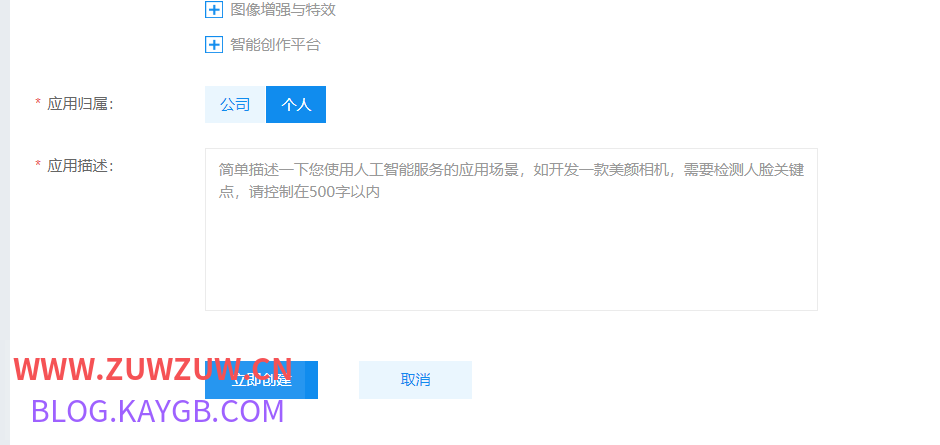 图像增强与特效
智能创作平台
* 应用归属：
公司 个人
* 应用描述：
简单描述一下您使用人工智能服务的应用场景，如开发一款美颜相机，需要检测人脸关键
点，请控制在500字以内
WWW.ZUWZUW.CN
立即创建 取消
BLOG.KAYGB.COM